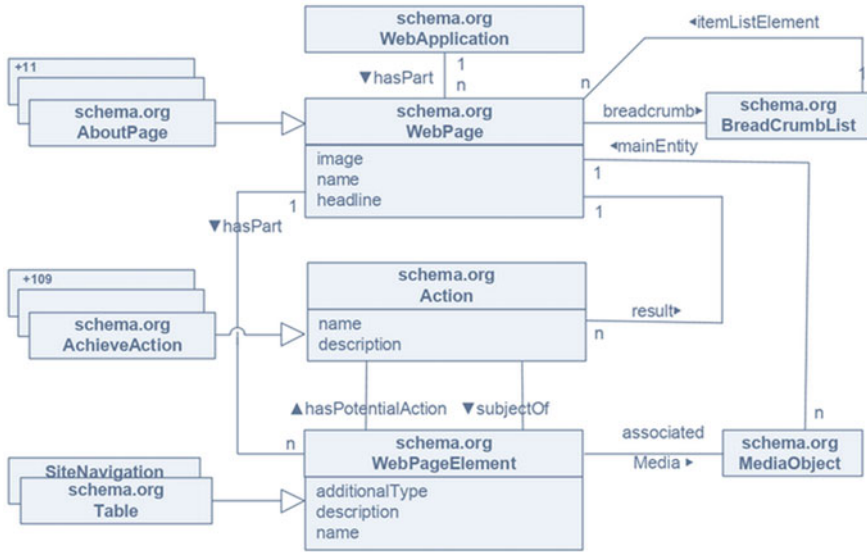 schema.org
WebApplication
◄itemListElement
1
▼hasPart
n
n
1
+11
schema.org
AboutPage
schema.org
WebPage
breadcrumb►
schema.org
BreadCrumbList
image
name
headline
◄mainEntity
1
1
1
▼hasPart
+109
schema.org
AchieveAction
schema.org
Action
name
description
result►
n
▲hasPotentialAction
▼subjectOf
n
n
schema.org
WebPageElement
associated
Media ►
schema.org
MediaObject
SiteNavigation
schema.org
Table
additionalType
description
name